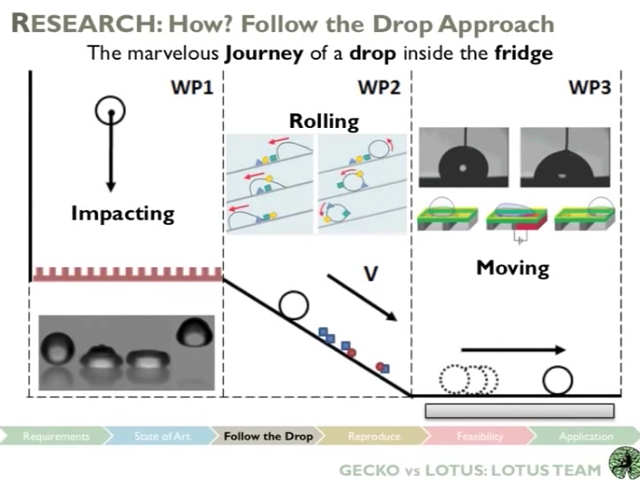 RESEARCH: How? Follow the Drop Approach
The marvelous Journey of a drop inside the fridge
WP1
WP2
WP3
Rolling
Impacting
Moving
V
Requirements
State of Art
Follow the Drop
Reproduce
Feasibility
Application
GECKO vs LOTUS: LOTUS TEAM